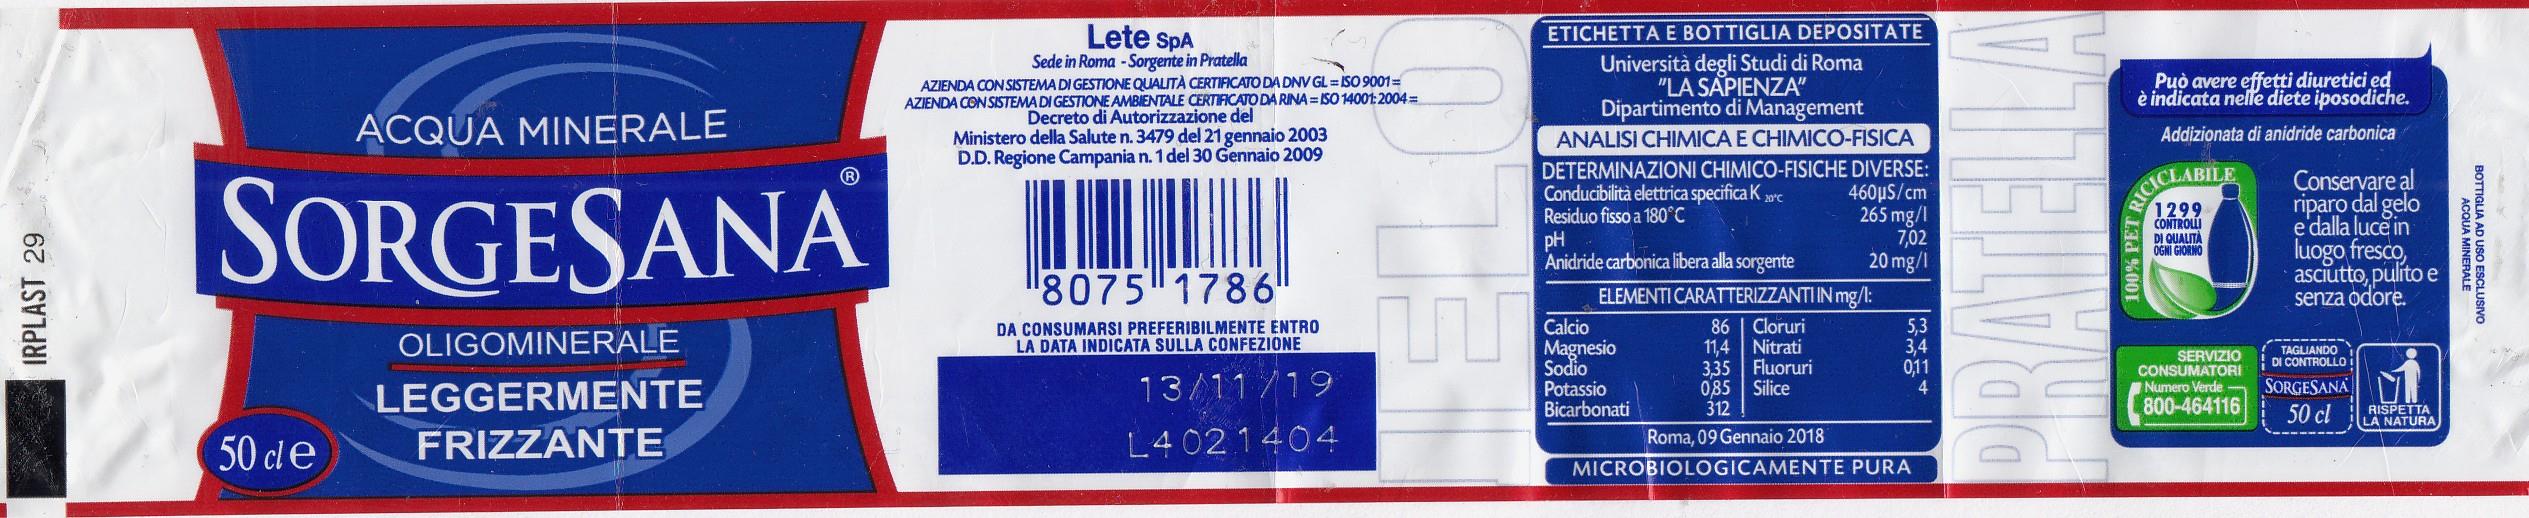 IRPLAST 29
ACQUA MINERALE
SORGESANA®
OLIGOMINERALE
LEGGERMENTE
FRIZZANTE
50 cl e
Lete SpA
Sede in Roma - Sorgente in Pratella
AZIENDA CON SISTEMA DI GESTIONE QUALITÀ CERTIFICATO DA DNV GL = ISO 9001 =
AZIENDA CON SISTEMA DI GESTIONE AMBIENTALE CERTIFICATO DA RINA = ISO 14001: 2004 =
Decreto di Autorizzazione del
Ministero della Salute n. 3479 del 21 gennaio 2003
D.D. Regione Campania n. 1 del 30 Gennaio 2009
8075 1786
DA CONSUMARSI PREFERIBILMENTE ENTRO
LA DATA INDICATA SULLA CONFEZIONE
13/11/19
L4021404
ETICHETTA E BOTTIGLIA DEPOSITATE
Università degli Studi di Roma
"LA SAPIENZA"
Dipartimento di Management
ANALISI CHIMICA E CHIMICO-FISICA
DETERMINAZIONI CHIMICO-FISICHE DIVERSE:
Conducibilità elettrica specifica K 20°C 460µS/cm
Residuo fisso a 180°C 265 mg/l
pH 7,02
Anidride carbonica libera alla sorgente 20 mg/l
ELEMENTI CARATTERIZZANTI IN mg/l:
Calcio 86 Cloruri 5,3
Magnesio 11,4 Nitrati 3,4
Sodio 3,35 Fluoruri 0,11
Potassio 0,85 Silice 4
Bicarbonati 312
Roma, 09 Gennaio 2018
MICROBIOLOGICAMENTE PURA
PRATELLA
Può avere effetti diuretici ed
è indicata nelle diete iposodiche.
Addizionata di anidride carbonica
100% PET RICICLABILE
1299
CONTROLLI
DI QUALITÀ
OGNI GIORNO
Conservare al
riparo dal gelo
e dalla luce in
luogo fresco,
asciutto, pulito e
senza odore.
SERVIZIO
CONSUMATORI
Numero Verde
800-464116
TAGLIANDO
DI CONTROLLO
SORGESANA
50 cl
RISPETTA
LA NATURA
BOTTIGLIA AD USO ESCLUSIVO
ACQUA MINERALE